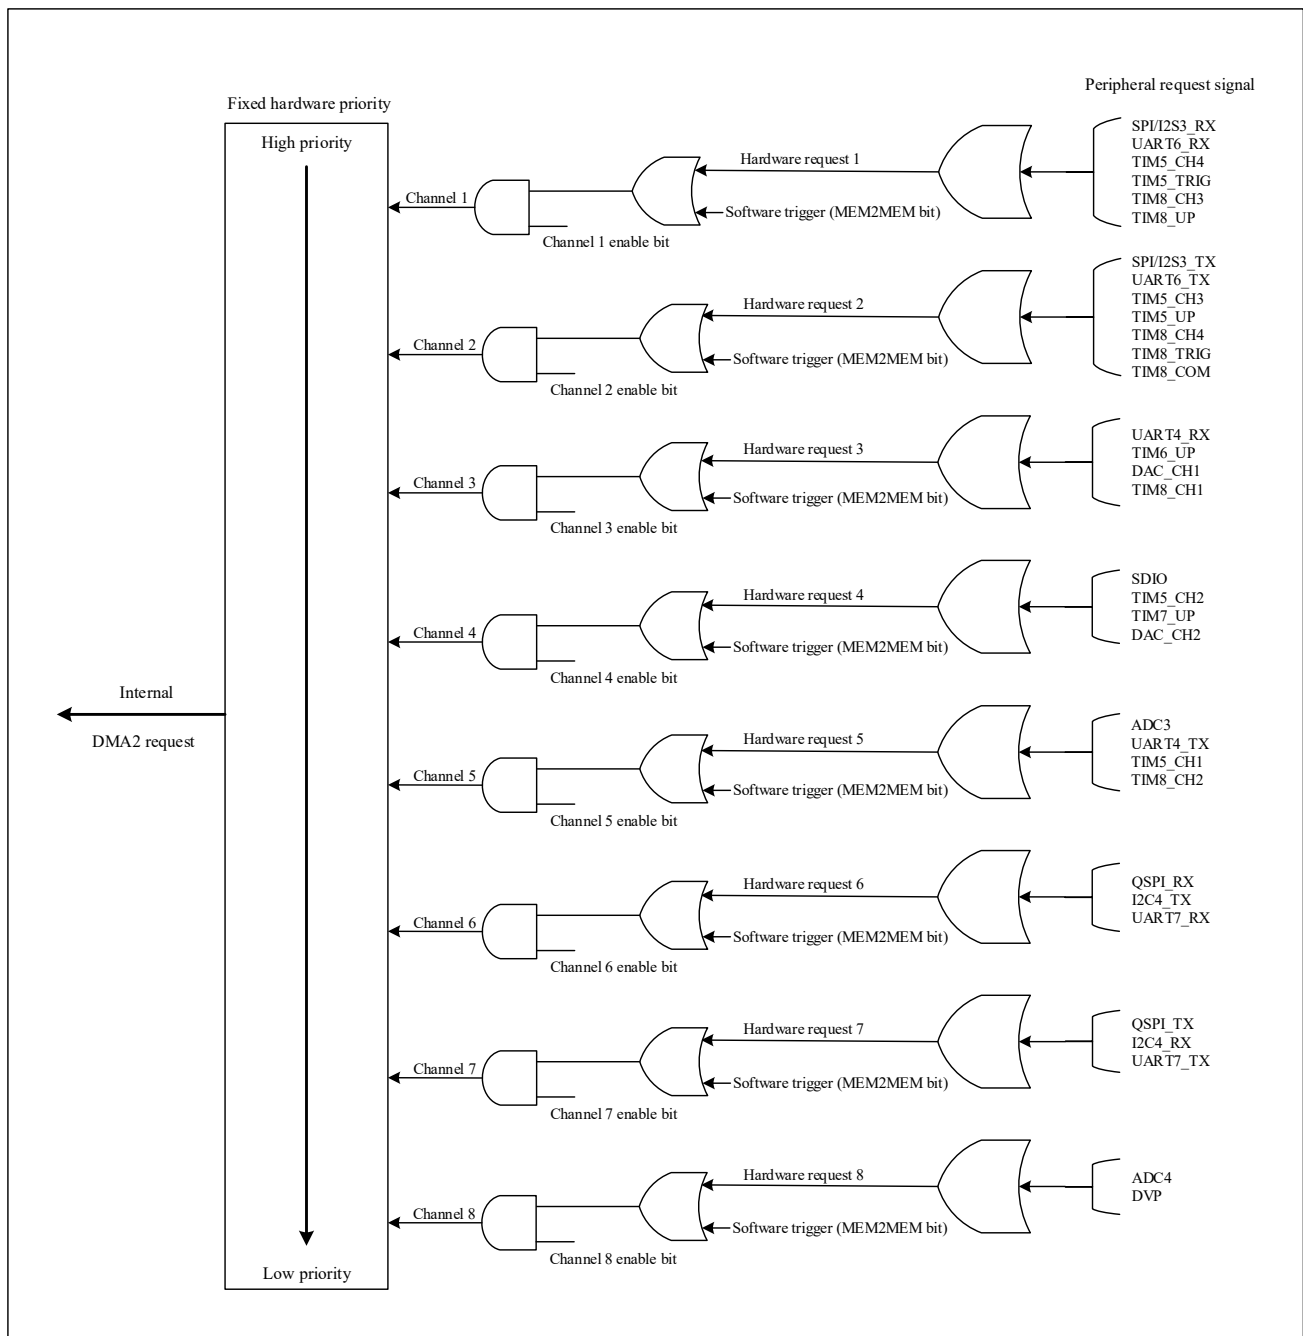 Peripheral request signal
Fixed hardware priority
High priority
Hardware request 1
SPI/I2S3_RX
UART6_RX
TIM5_CH4
TIM5_TRIG
TIM8_CH3
TIM8_UP
Channel 1
Software trigger (MEM2MEM bit)
Channel 1 enable bit
Hardware request 2
SPI/I2S3_TX
UART6_TX
TIM5_CH3
TIM5_UP
TIM8_CH4
TIM8_TRIG
TIM8_COM
Channel 2
Software trigger (MEM2MEM bit)
Channel 2 enable bit
Hardware request 3
UART4_RX
TIM6_UP
DAC_CH1
TIM8_CH1
Channel 3
Software trigger (MEM2MEM bit)
Channel 3 enable bit
Hardware request 4
SDIO
TIM5_CH2
TIM7_UP
DAC_CH2
Channel 4
Software trigger (MEM2MEM bit)
Channel 4 enable bit
Internal
DMA2 request
Hardware request 5
ADC3
UART4_TX
TIM5_CH1
TIM8_CH2
Channel 5
Software trigger (MEM2MEM bit)
Channel 5 enable bit
Hardware request 6
QSPI_RX
I2C4_TX
UART7_RX
Channel 6
Software trigger (MEM2MEM bit)
Channel 6 enable bit
Hardware request 7
QSPI_TX
I2C4_RX
UART7_TX
Channel 7
Software trigger (MEM2MEM bit)
Channel 7 enable bit
Hardware request 8
ADC4
DVP
Channel 8
Software trigger (MEM2MEM bit)
Channel 8 enable bit
Low priority